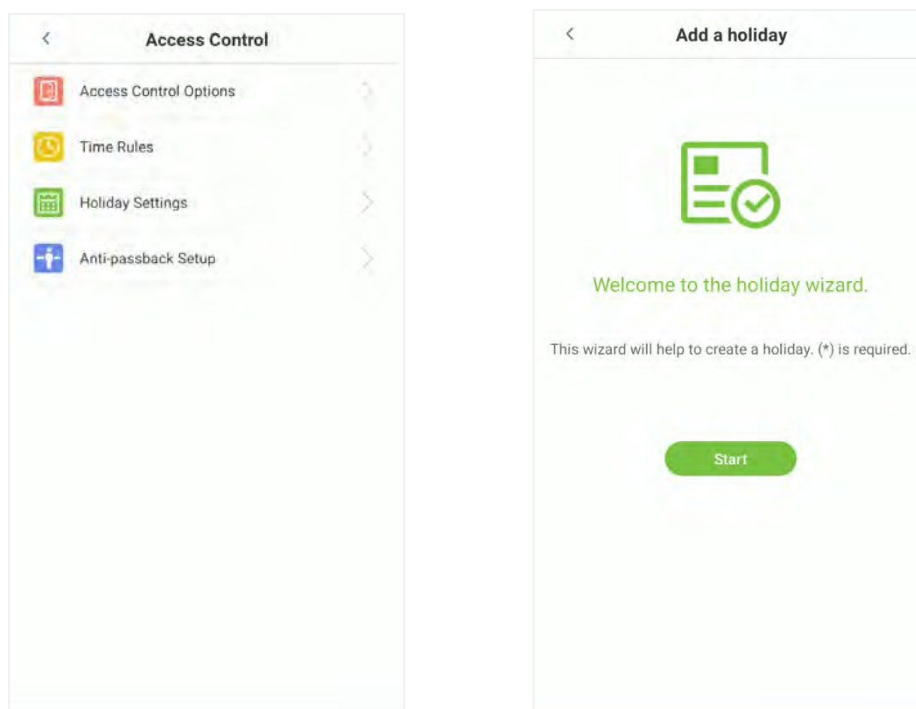 Access Control
Access Control Options
Time Rules
Holiday Settings
Anti-passback Setup
Add a holiday
Welcome to the holiday wizard.
This wizard will help to create a holiday. (*) is required.
Start